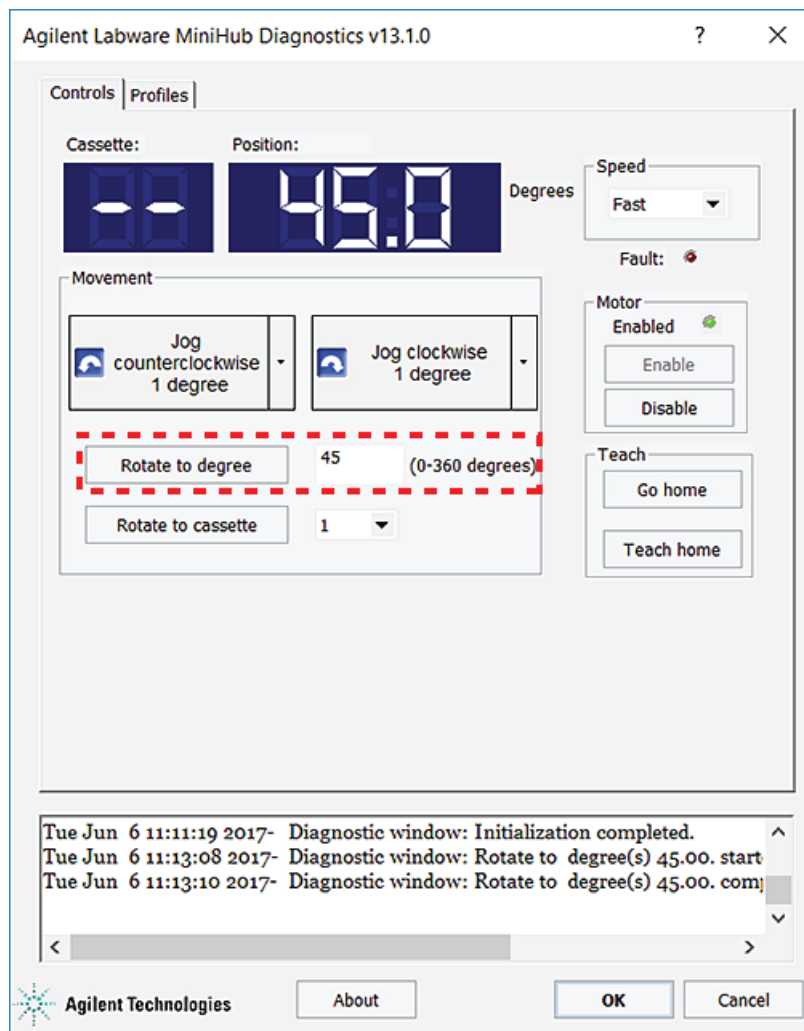 Agilent Labware MiniHub Diagnostics v13.1.0
Controls
Profiles
Cassette:
Position:
--
45.0
Degrees
Speed
Fast
Fault:
Movement
Jog
counterclockwise
1 degree
Jog clockwise
1 degree
Motor
Enabled
Enable
Disable
Rotate to degree
45
(0-360 degrees)
Rotate to cassette
1
Teach
Go home
Teach home
Tue Jun 6 11:11:19 2017- Diagnostic window: Initialization completed.
Tue Jun 6 11:13:08 2017- Diagnostic window: Rotate to degree(s) 45.00. start
Tue Jun 6 11:13:10 2017- Diagnostic window: Rotate to degree(s) 45.00. com
Agilent Technologies
About
OK
Cancel